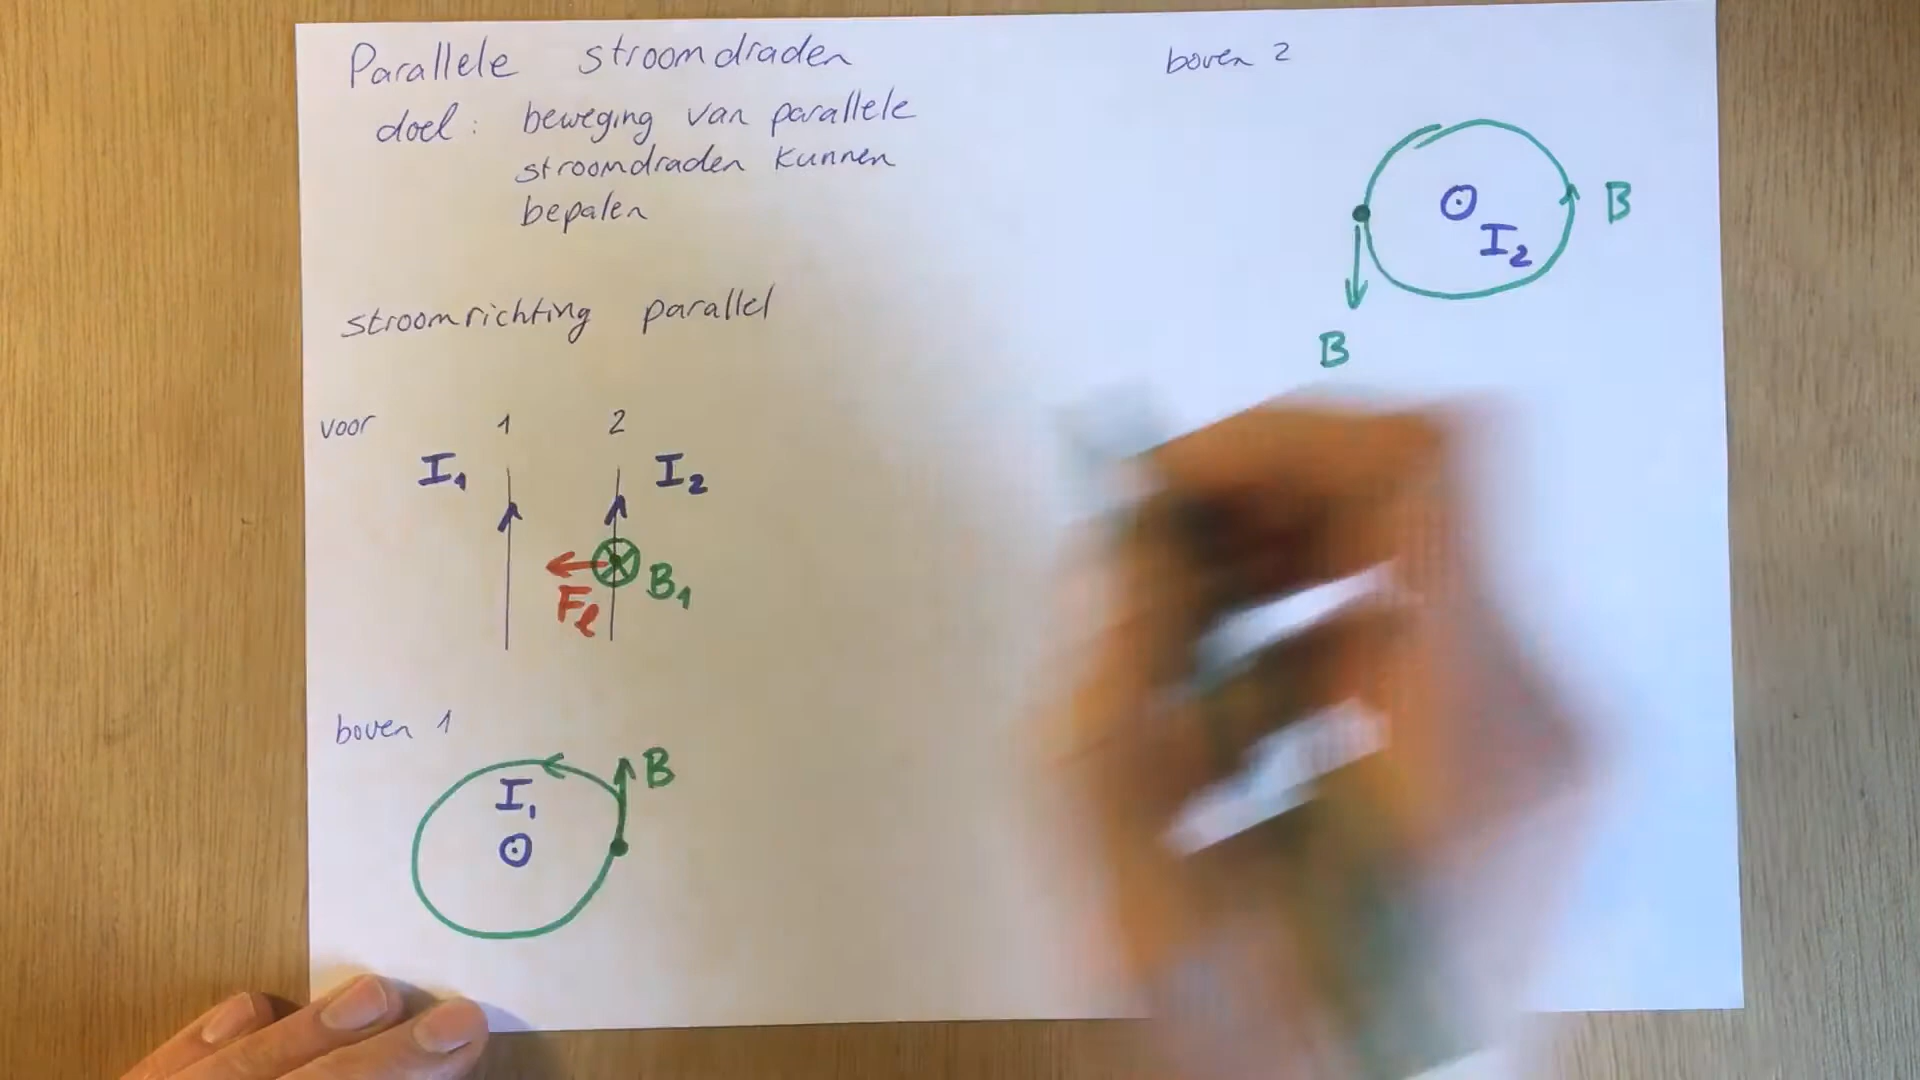 Parallele stroomdraden
doel: beweging van parallele
stroomdraden kunnen
bepalen
stroomrichting parallel
voor 1 2
I₁ I₂
B₁
Fℓ
boven 1
B
I₁
boven 2
B
I₂
B